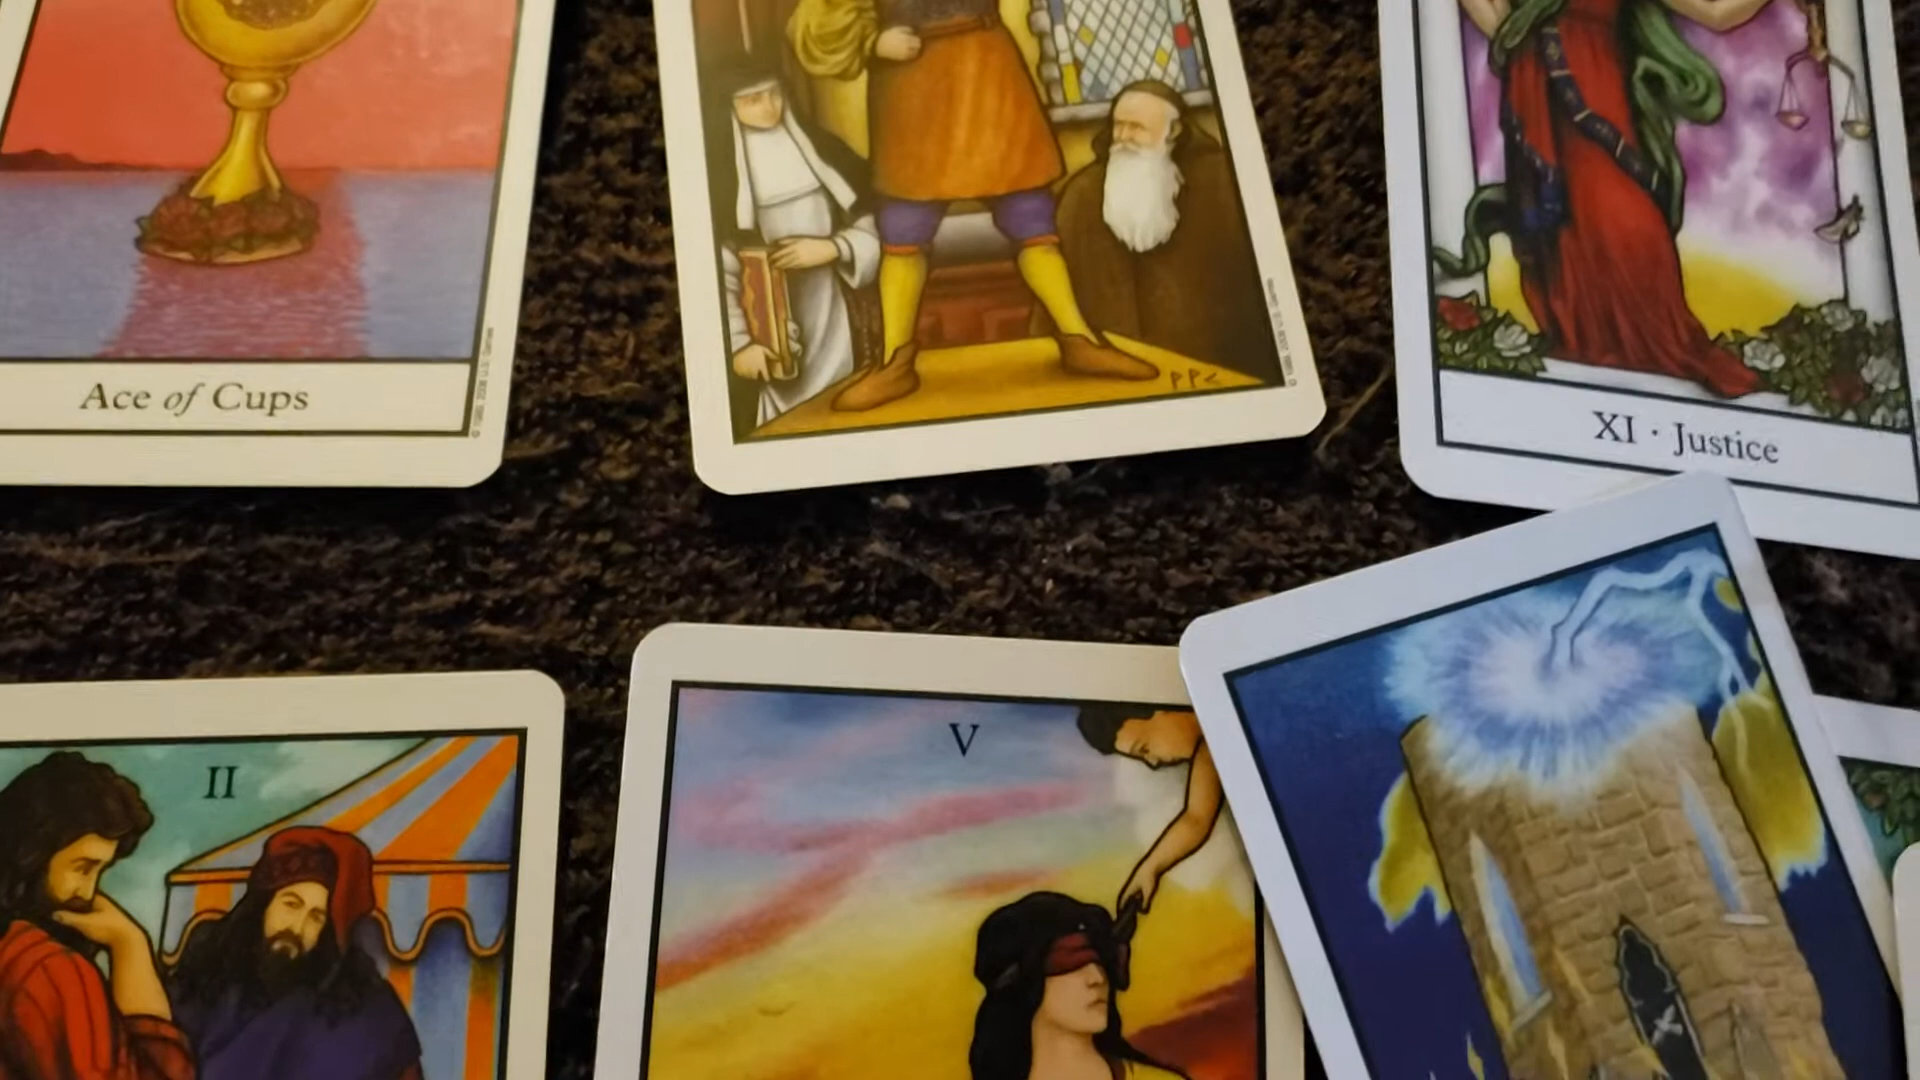 Ace of Cups
XI · Justice
II
V